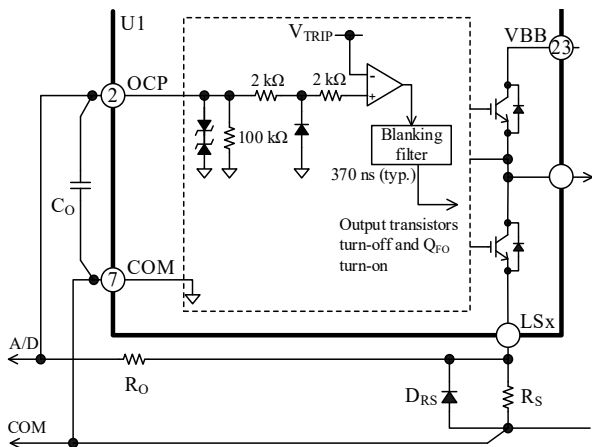 U1
VTRIP
VBB
23
2
OCP
2 kΩ
2 kΩ
-
+
100 kΩ
Blanking
filter
370 ns (typ.)
CO
Output transistors
turn-off and QFO
turn-on
7
COM
LSx
A/D
RO
DRS
RS
COM